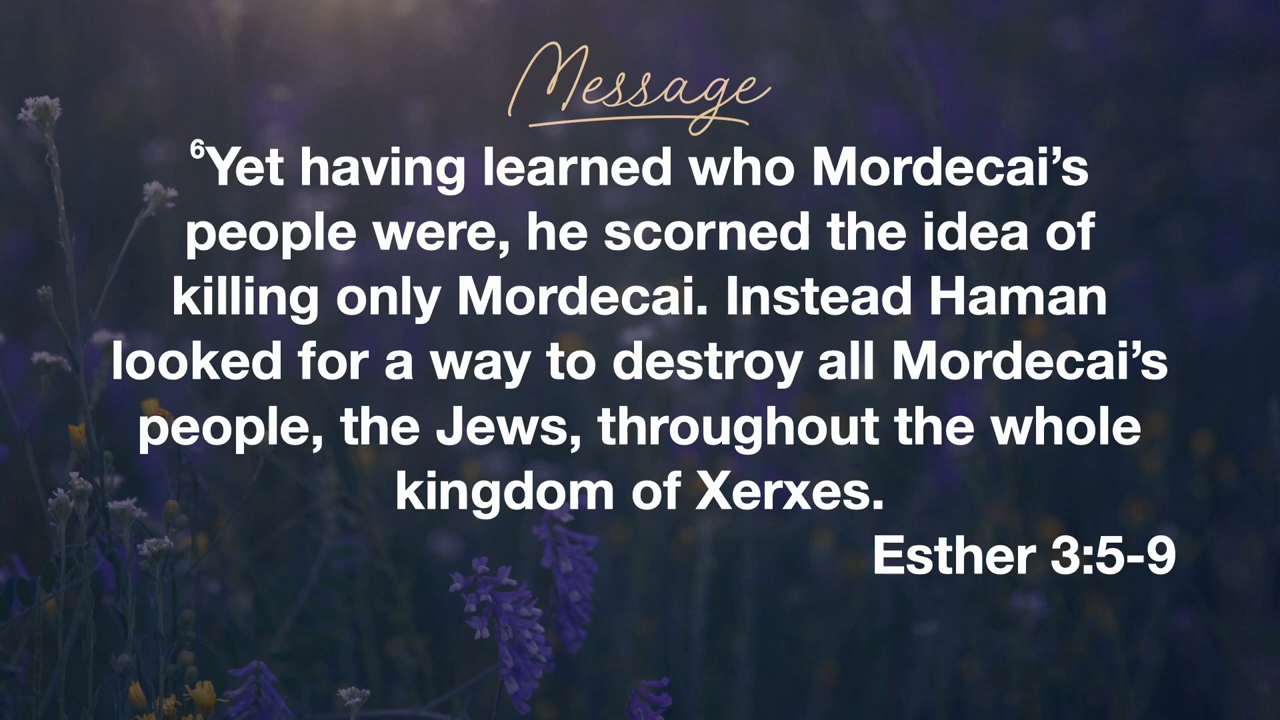 Message
⁶Yet having learned who Mordecai’s
people were, he scorned the idea of
killing only Mordecai. Instead Haman
looked for a way to destroy all Mordecai’s
people, the Jews, throughout the whole
kingdom of Xerxes.
Esther 3:5-9